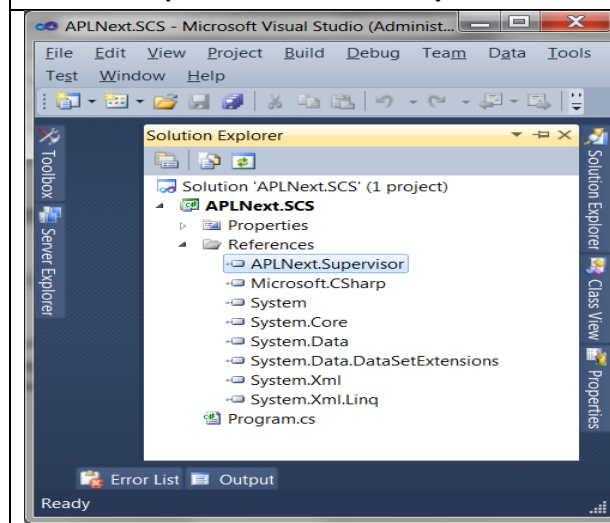 APLNext.SCS - Microsoft Visual Studio (Administ...
File Edit View Project Build Debug Team Data Tools
Test Window Help
Toolbox
Server Explorer
Solution Explorer
Solution 'APLNext.SCS' (1 project)
APLNext.SCS
Properties
References
APLNext.Supervisor
Microsoft.CSharp
System
System.Core
System.Data
System.Data.DataSetExtensions
System.Xml
System.Xml.Linq
Program.cs
Solution Explorer
Class View
Properties
Error List Output
Ready